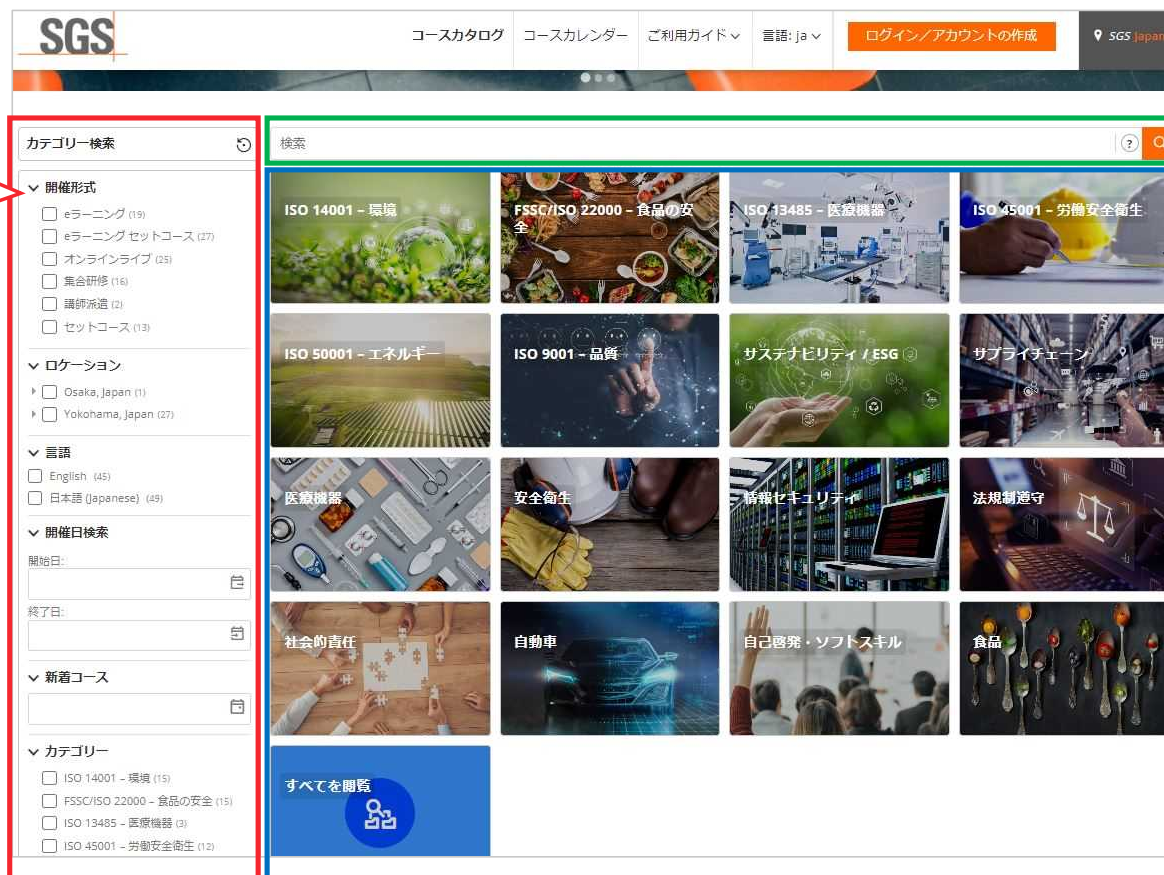 SGS
コースカタログ
コースカレンダー
ご利用ガイド
言語: ja
ログイン／アカウントの作成
SGS Japan
カテゴリー検索
検索
?
開催形式
eラーニング (19)
eラーニング セットコース (27)
オンラインライブ (25)
集合研修 (16)
講師派遣 (2)
セットコース (13)
ロケーション
Osaka, Japan (1)
Yokohama, Japan (27)
言語
English (45)
日本語 (Japanese) (49)
開催日検索
開始日:
終了日:
新着コース
カテゴリー
ISO 14001 – 環境 (15)
FSSC/ISO 22000 – 食品の安全 (15)
ISO 13485 – 医療機器 (3)
ISO 45001 – 労働安全衛生 (12)
ISO 14001 – 環境
FSSC/ISO 22000 – 食品の安
全
ISO 13485 – 医療機器
ISO 45001 – 労働安全衛生
ISO 50001 – エネルギー
ISO 9001 – 品質
サステナビリティ / ESG
サプライチェーン
医療機器
安全衛生
情報セキュリティ
法規制遵守
社会的責任
自動車
自己啓発・ソフトスキル
食品
すべてを閲覧